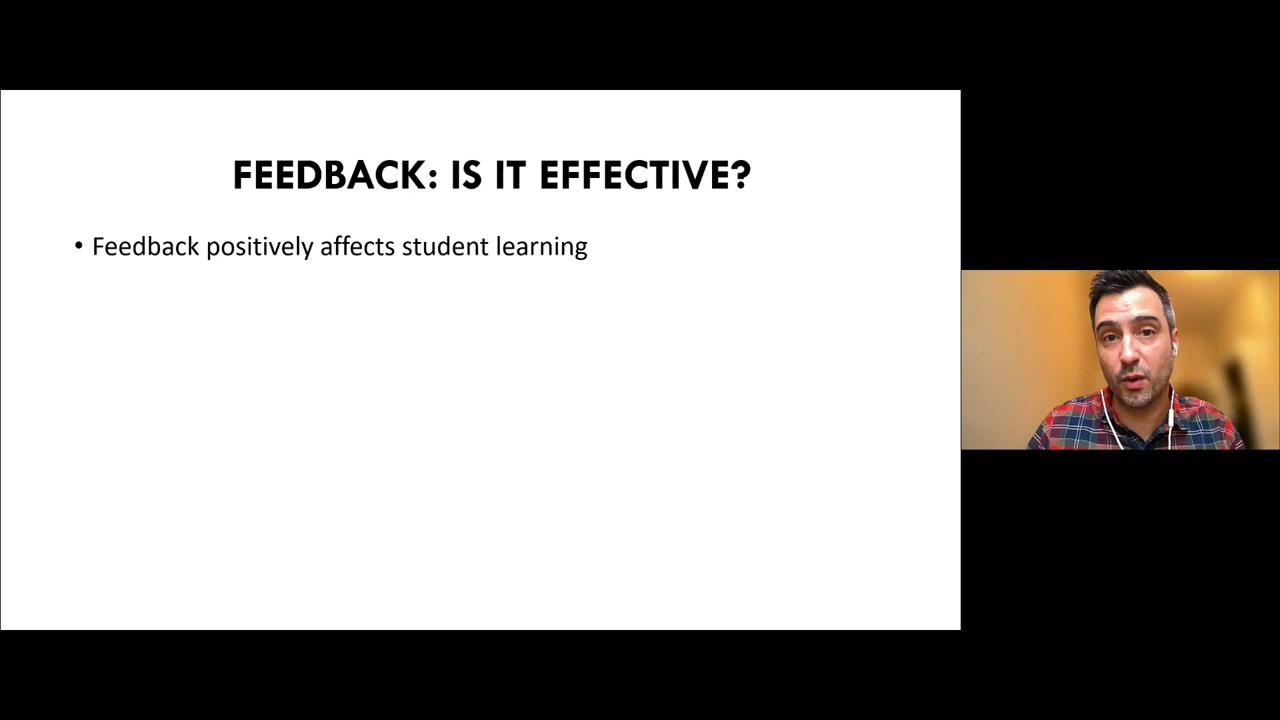 FEEDBACK: IS IT EFFECTIVE?
• Feedback positively affects student learning